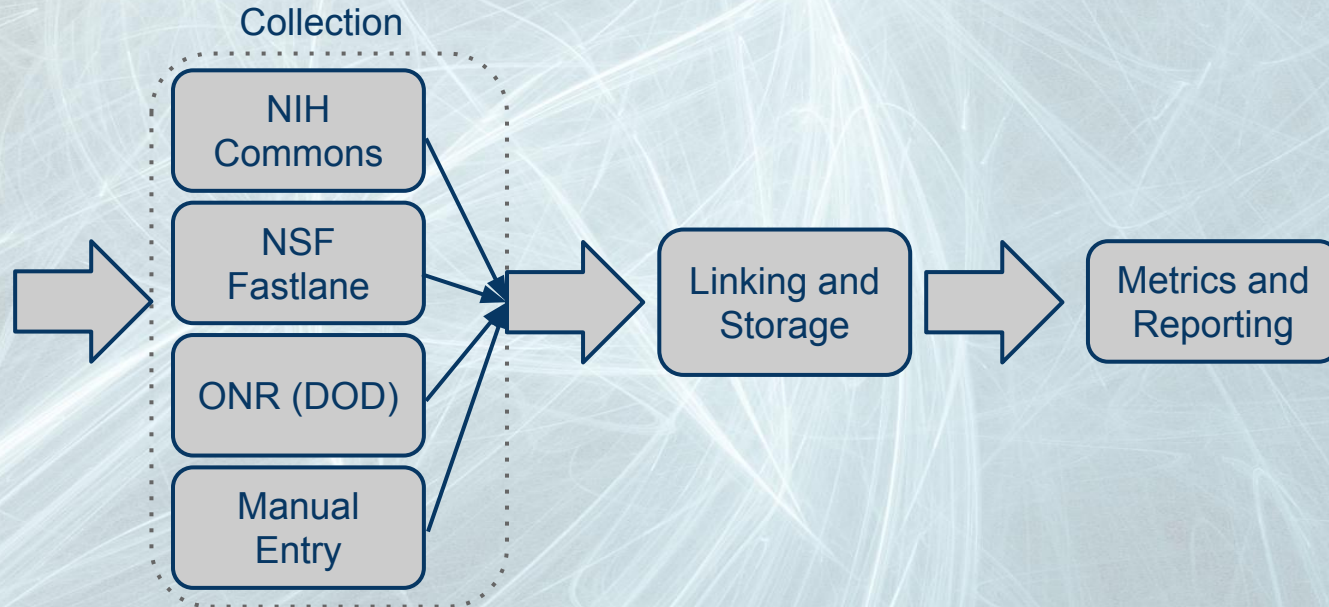 Collection
NIH
Commons
NSF
Fastlane
ONR (DOD)
Manual
Entry
Linking and
Storage
Metrics and
Reporting